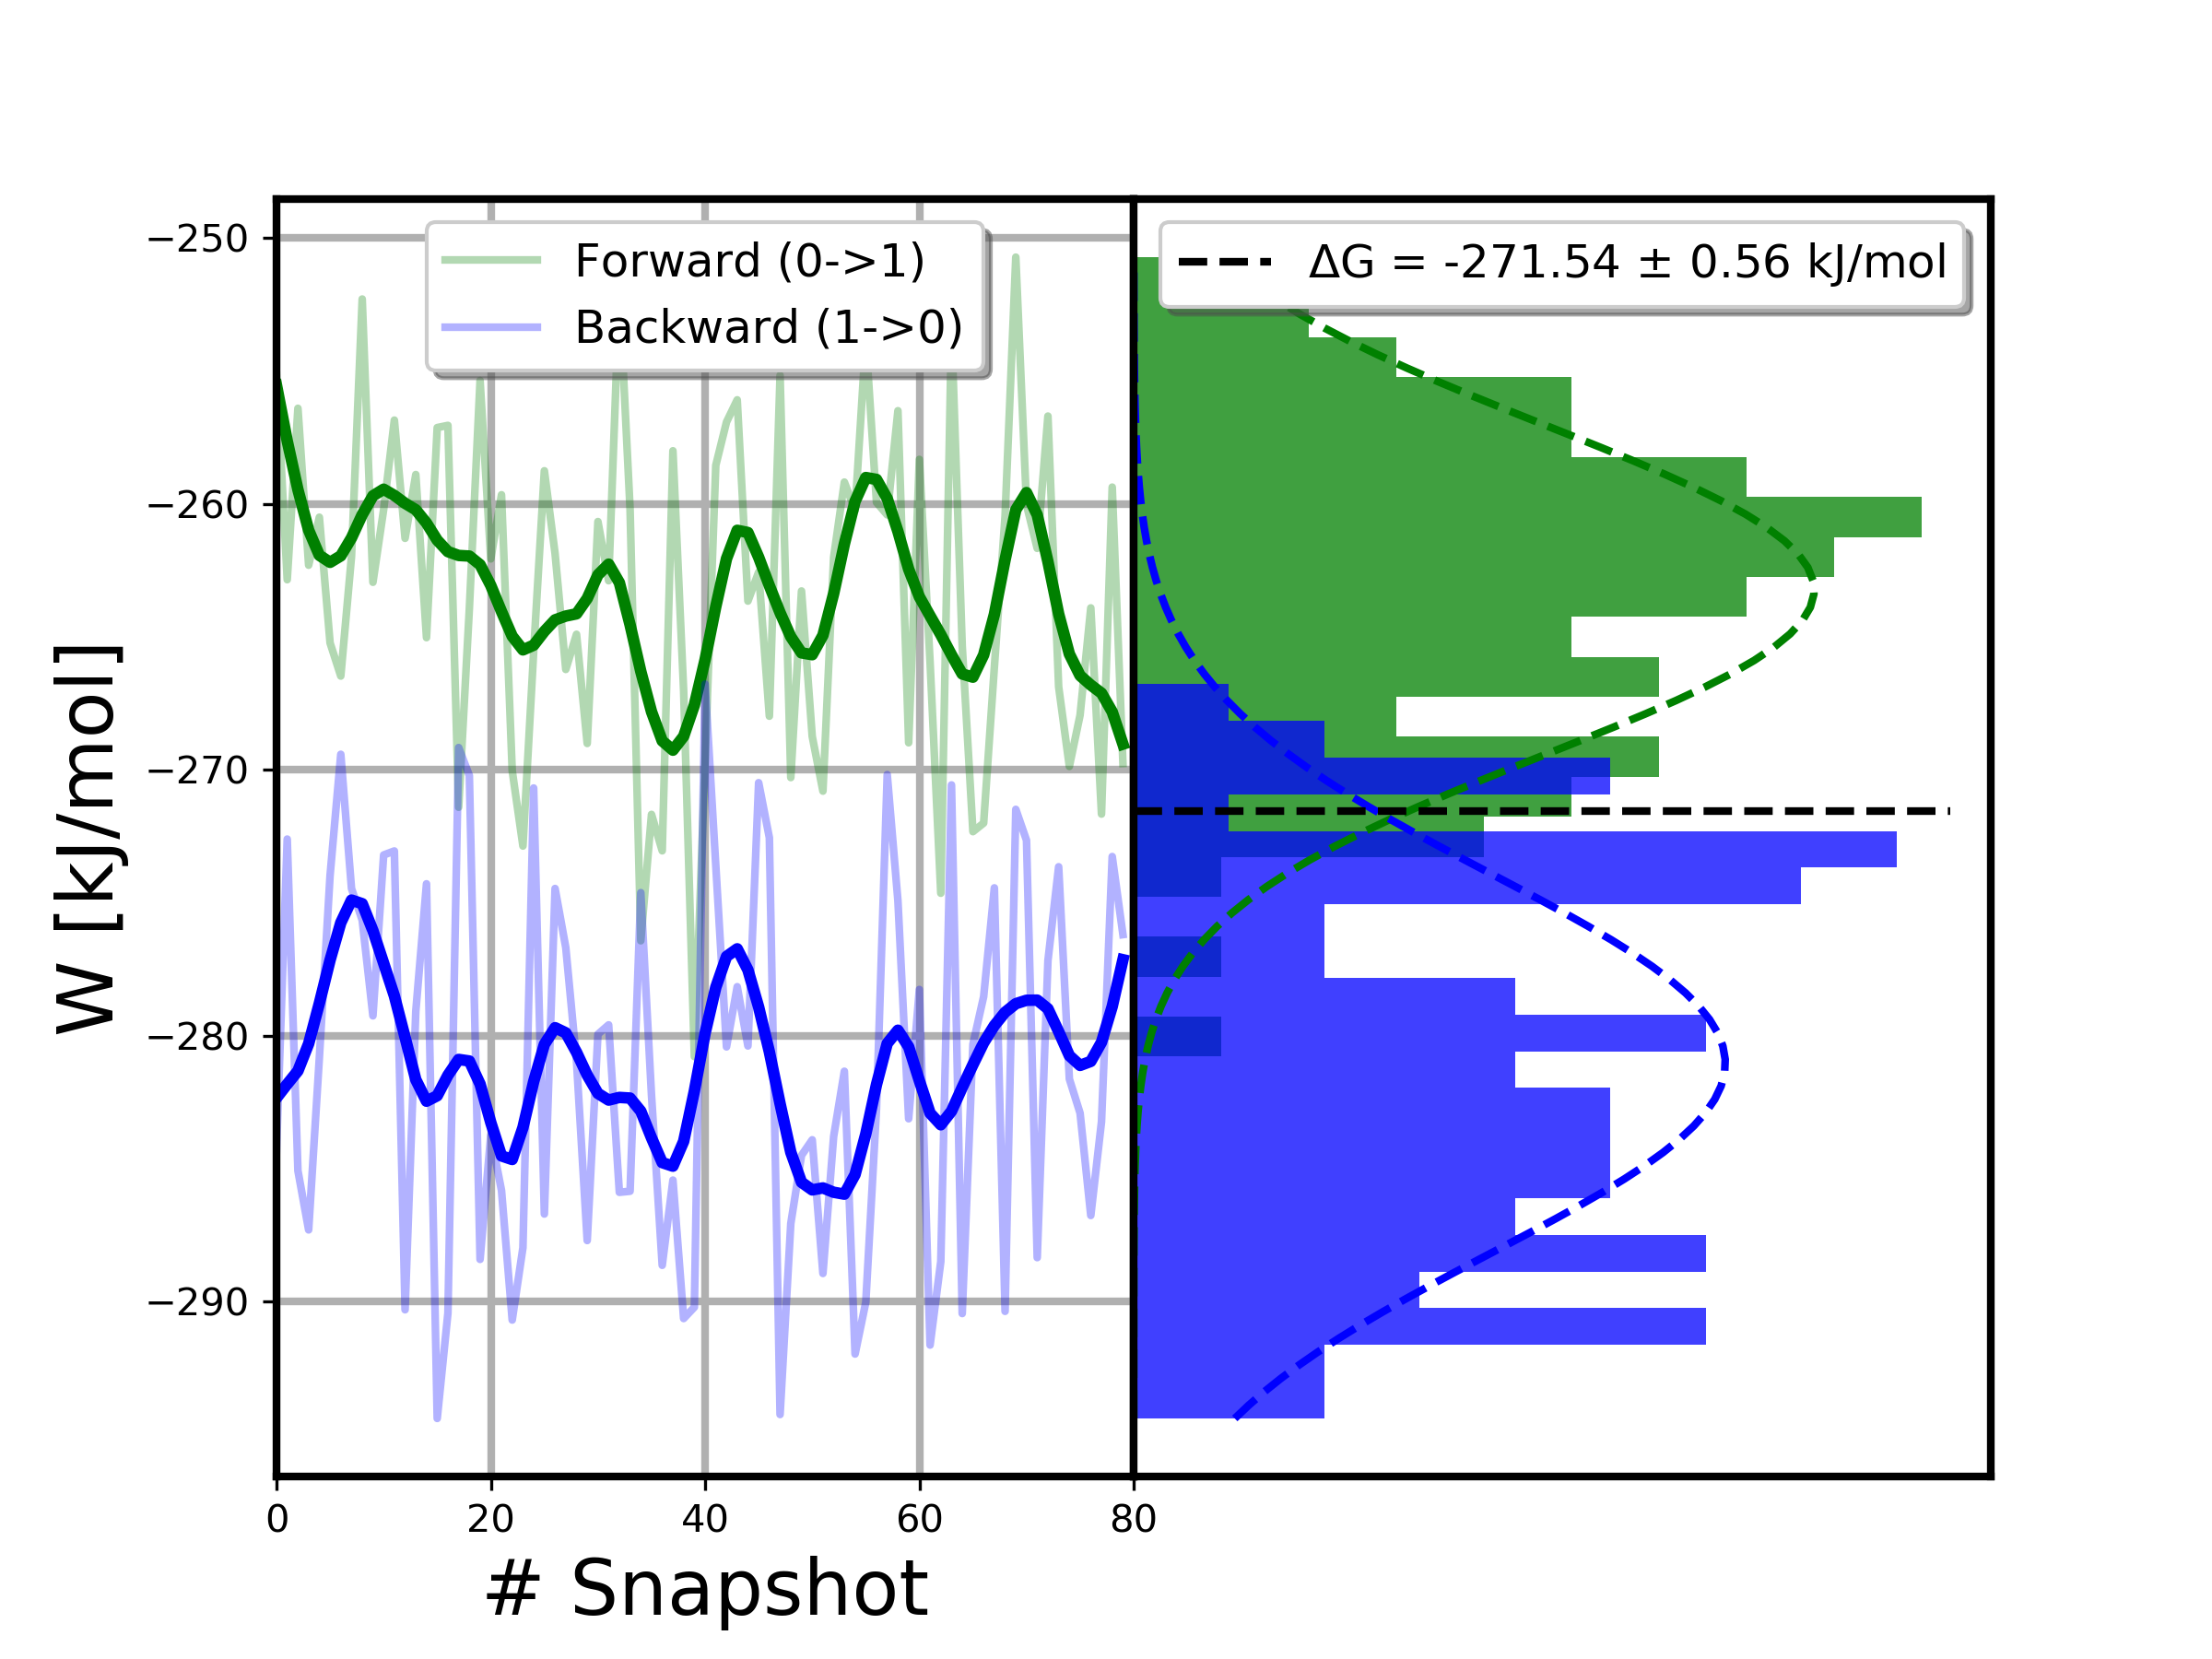 Forward (0->1)
Backward (1->0)
ΔG = -271.54 ± 0.56 kJ/mol
W [kJ/mol]
−250
−260
−270
−280
−290
0 20 40 60 80
# Snapshot